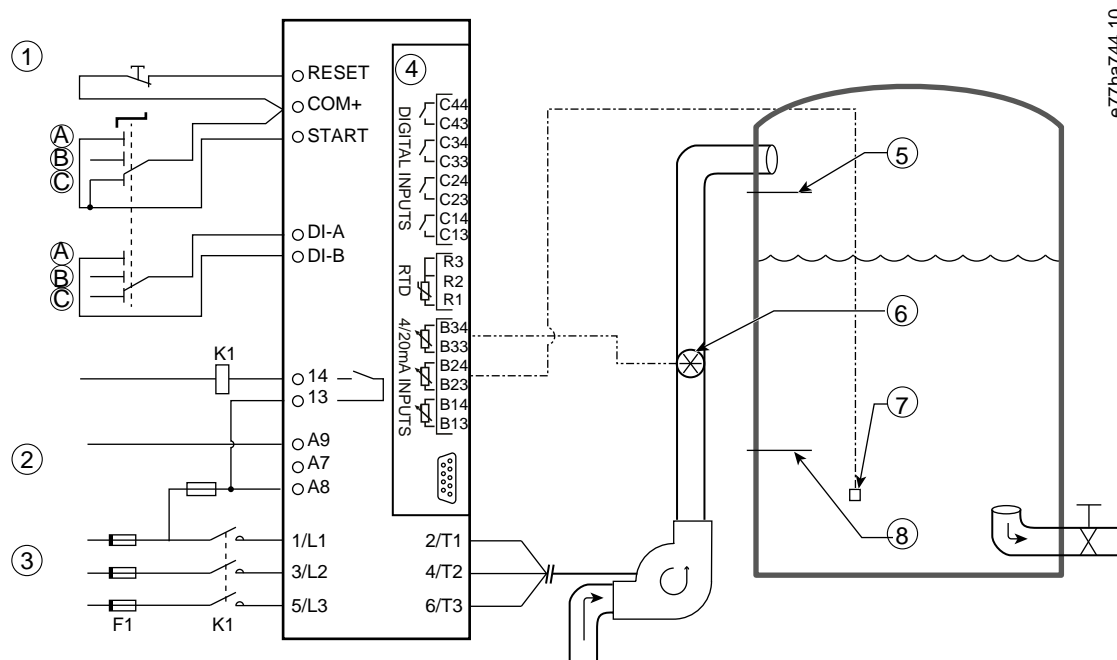 1
RESET
COM+
START
A
B
C
DI-A
DI-B
A
B
C
K1
14
13
2
A9
A7
A8
3
1/L1
3/L2
5/L3
F1
K1
2/T1
4/T2
6/T3
4
DIGITAL INPUTS
C44
C43
C34
C33
C24
C23
C14
C13
RTD
R3
R2
R1
4/20mA INPUTS
B34
B33
B24
B23
B14
B13
5
6
7
8
e77ha744.10